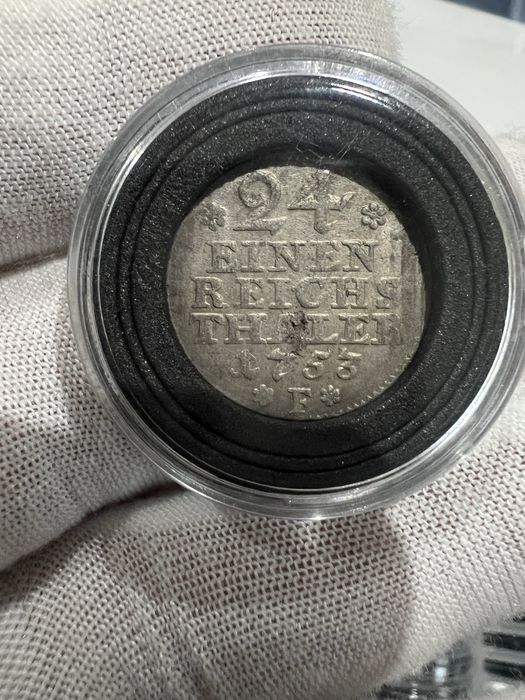 24
EINEN
REICHS
THALER
1753
F